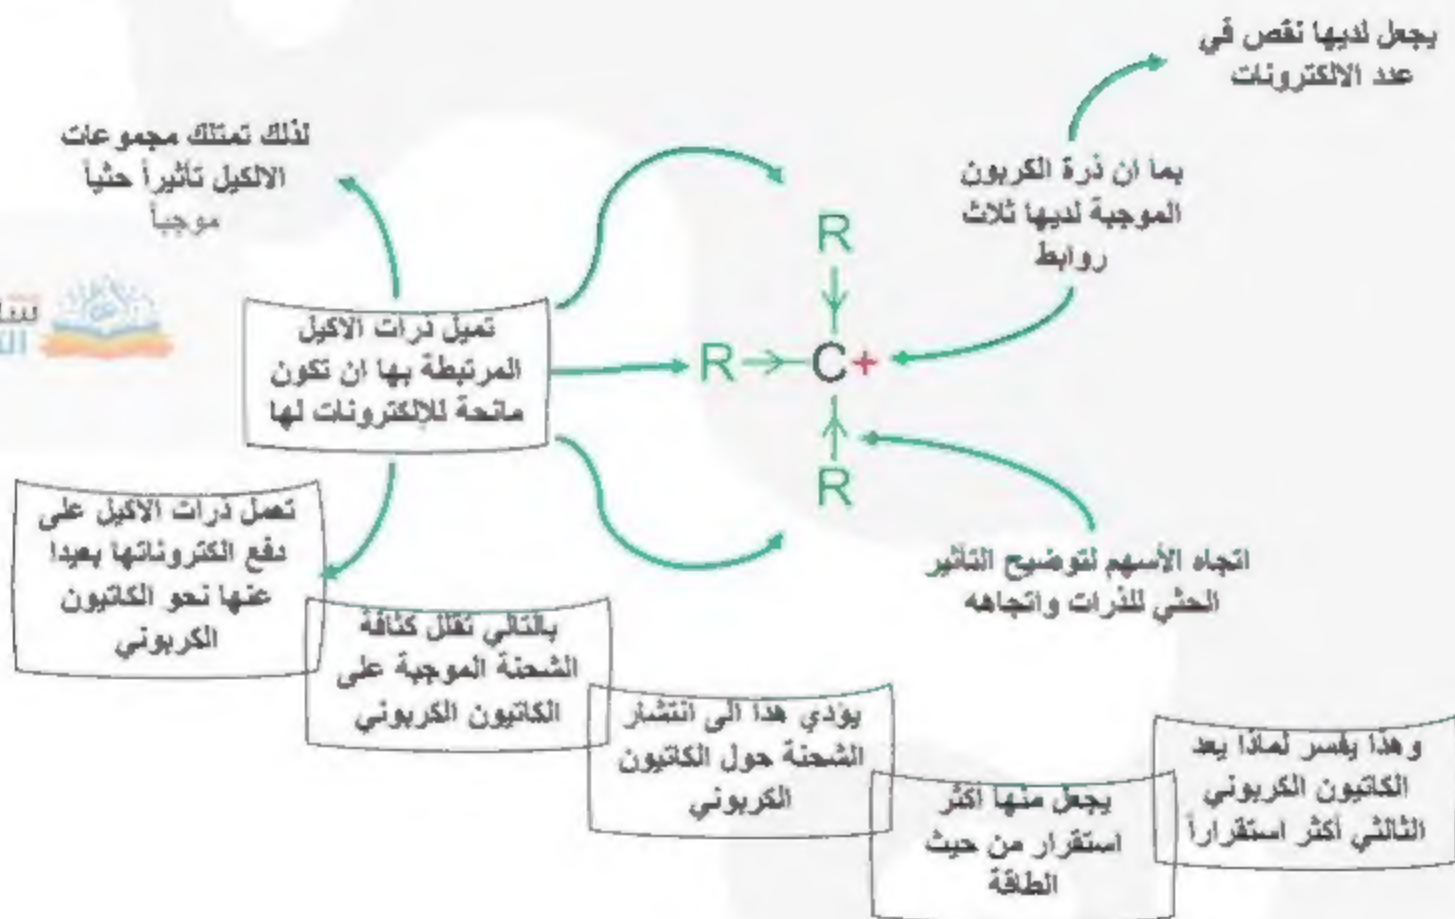 يجعل لديها نقص في
عدد الالكترونات
بما ان ذرة الكربون
الموجبة لديها ثلاث
روابط
لذلك تمتلك مجموعات
الالكيل تأثيراً حثياً
موجباً
R
R
C+
R
تميل ذرات الاكيل
المرتبطة بها ان تكون
مانحة للإلكترونات لها
اتجاه الأسهم لتوضيح التأثير
الحثي للذرات واتجاهه
تعمل ذرات الاكيل على
دفع الكتروناتها بعيدا
عنها نحو الكاتيون
الكربوني
بالتالي تقلل كثافة
الشحنة الموجبة على
الكاتيون الكربوني
يؤدي هذا الى انتشار
الشحنة حول الكاتيون
الكربوني
يجعل منها أكثر
استقرار من حيث
الطاقة
وهذا يفسر لماذا يعد
الكاتيون الكربوني
الثالثي أكثر استقراراً